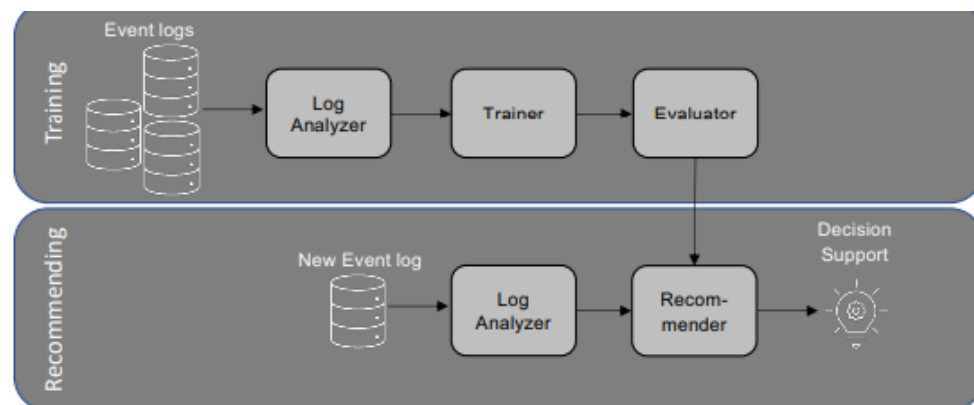 Event logs
Training
Log
Analyzer
Trainer
Evaluator
Recommending
New Event log
Log
Analyzer
Recom-
mender
Decision
Support